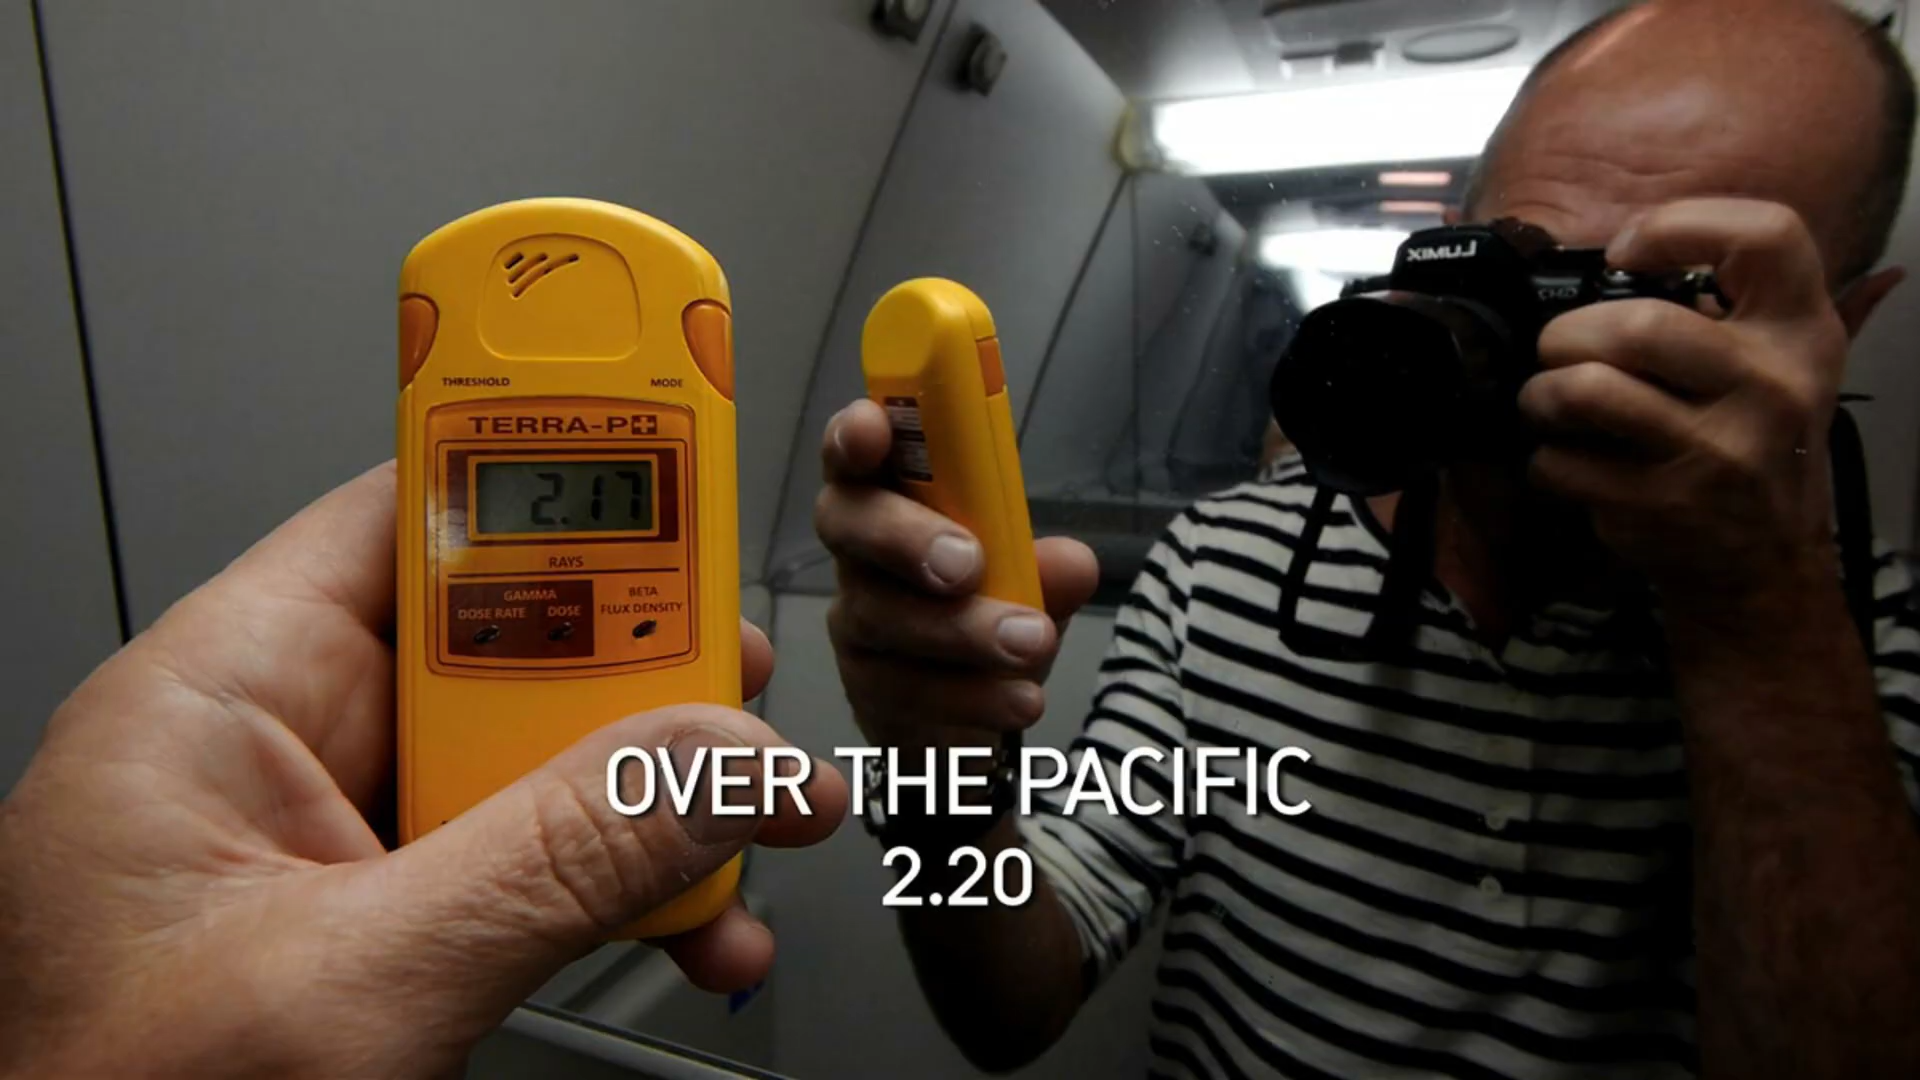 THRESHOLD MODE
TERRA-P+
2.17
RAYS
GAMMA
DOSE RATE DOSE
BETA
FLUX DENSITY
LUMIX
GH5
OVER THE PACIFIC
2.20